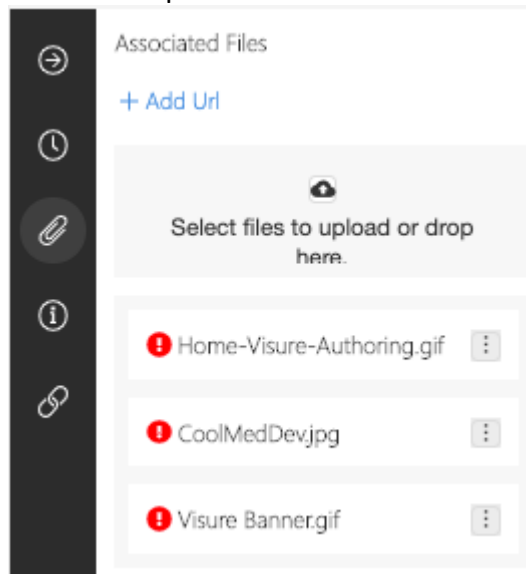 Associated Files
+ Add Url
Select files to upload or drop
here.
Home-Visure-Authoring.gif
CoolMedDev.jpg
Visure Banner.gif